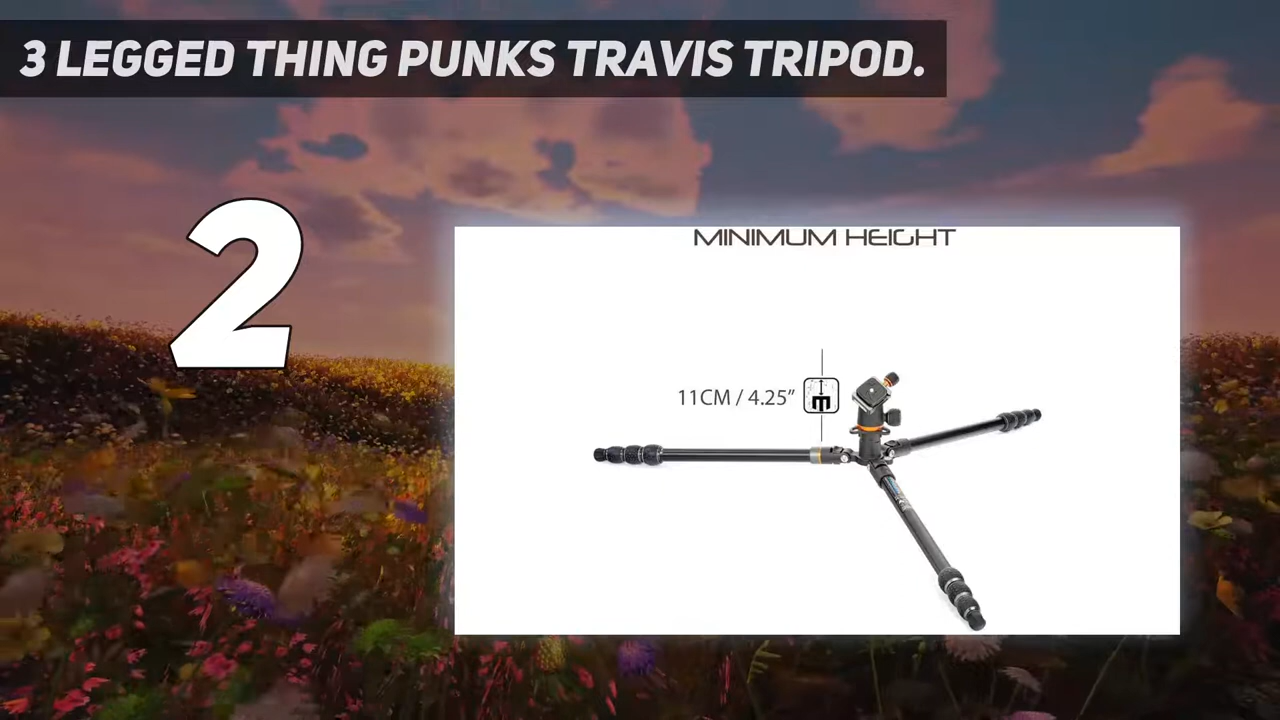 3 LEGGED THING PUNKS TRAVIS TRIPOD.
2
MINIMUM HEIGHT
11CM / 4.25”